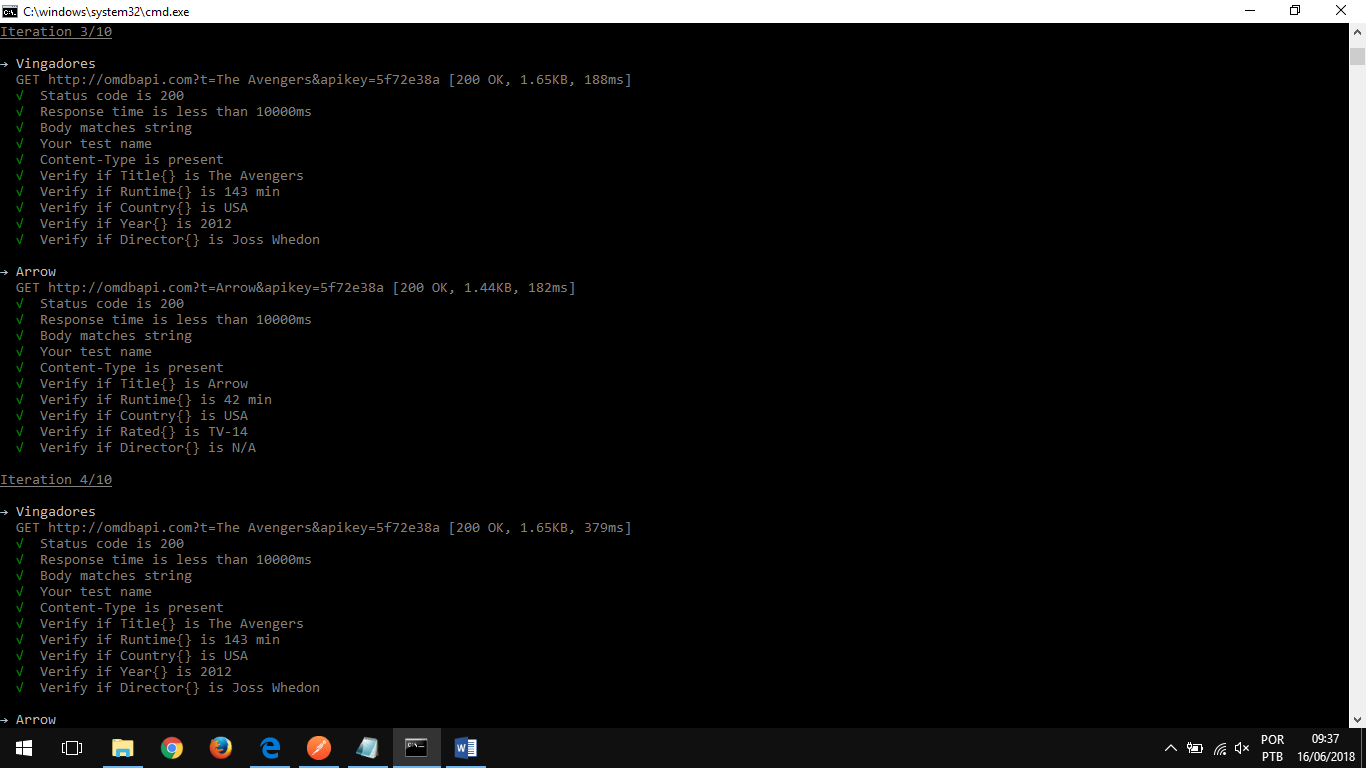 C:\windows\system32\cmd.exe
Iteration 3/10
→ Vingadores
GET http://omdbapi.com?t=The Avengers&apikey=5f72e38a [200 OK, 1.65KB, 188ms]
√ Status code is 200
√ Response time is less than 10000ms
√ Body matches string
√ Your test name
√ Content-Type is present
√ Verify if Title{} is The Avengers
√ Verify if Runtime{} is 143 min
√ Verify if Country{} is USA
√ Verify if Year{} is 2012
√ Verify if Director{} is Joss Whedon
→ Arrow
GET http://omdbapi.com?t=Arrow&apikey=5f72e38a [200 OK, 1.44KB, 182ms]
√ Status code is 200
√ Response time is less than 10000ms
√ Body matches string
√ Your test name
√ Content-Type is present
√ Verify if Title{} is Arrow
√ Verify if Runtime{} is 42 min
√ Verify if Country{} is USA
√ Verify if Rated{} is TV-14
√ Verify if Director{} is N/A
Iteration 4/10
→ Vingadores
GET http://omdbapi.com?t=The Avengers&apikey=5f72e38a [200 OK, 1.65KB, 379ms]
√ Status code is 200
√ Response time is less than 10000ms
√ Body matches string
√ Your test name
√ Content-Type is present
√ Verify if Title{} is The Avengers
√ Verify if Runtime{} is 143 min
√ Verify if Country{} is USA
√ Verify if Year{} is 2012
√ Verify if Director{} is Joss Whedon
→ Arrow
POR 09:37
PTB 16/06/2018